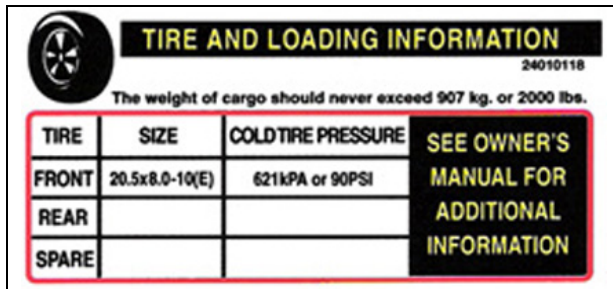 TIRE AND LOADING INFORMATION
24010118
The weight of cargo should never exceed 907 kg. or 2000 lbs.
TIRE SIZE COLD TIRE PRESSURE
FRONT 20.5x8.0-10(E) 621kPA or 90PSI
REAR
SPARE
SEE OWNER'S
MANUAL FOR
ADDITIONAL
INFORMATION